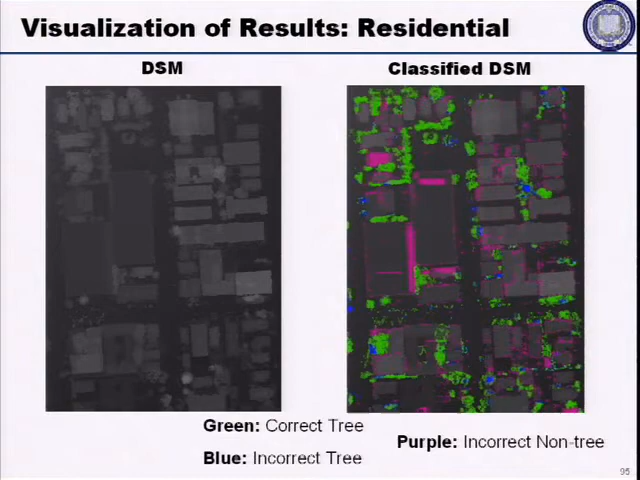 Visualization of Results: Residential
DSM
Classified DSM
Green: Correct Tree
Purple: Incorrect Non-tree
Blue: Incorrect Tree
95